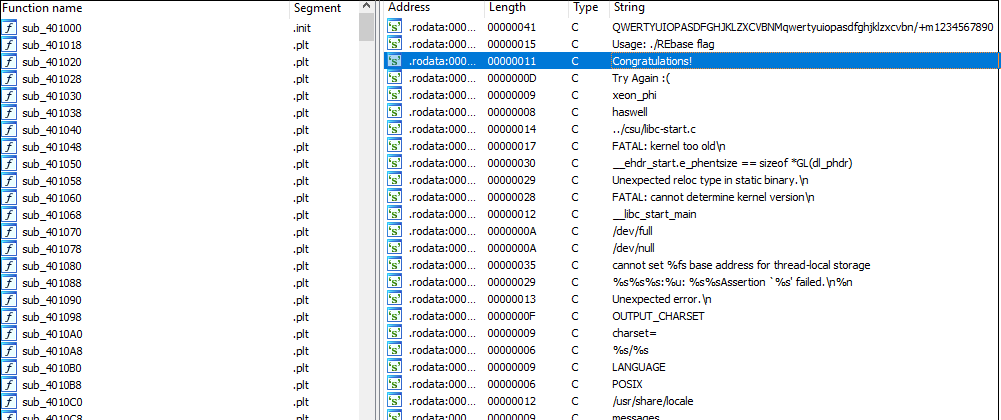 Function name Segment
sub_401000 .init
sub_401018 .plt
sub_401020 .plt
sub_401028 .plt
sub_401030 .plt
sub_401038 .plt
sub_401040 .plt
sub_401048 .plt
sub_401050 .plt
sub_401058 .plt
sub_401060 .plt
sub_401068 .plt
sub_401070 .plt
sub_401078 .plt
sub_401080 .plt
sub_401088 .plt
sub_401090 .plt
sub_401098 .plt
sub_4010A0 .plt
sub_4010A8 .plt
sub_4010B0 .plt
sub_4010B8 .plt
sub_4010C0 .plt
sub_4010C8 .plt
Address Length Type String
.rodata:000... 00000041 C QWERTYUIOPASDFGHJKLZXCVBNMqwertyuiopasdfghjklzxcvbn/+m1234567890
.rodata:000... 00000015 C Usage: ./REbase flag
.rodata:000... 00000011 C Congratulations!
.rodata:000... 0000000D C Try Again :(
.rodata:000... 00000009 C xeon_phi
.rodata:000... 00000008 C haswell
.rodata:000... 00000014 C ../csu/libc-start.c
.rodata:000... 00000017 C FATAL: kernel too old\n
.rodata:000... 00000030 C __ehdr_start.e_phentsize == sizeof *GL(dl_phdr)
.rodata:000... 00000029 C Unexpected reloc type in static binary.\n
.rodata:000... 00000028 C FATAL: cannot determine kernel version\n
.rodata:000... 00000012 C __libc_start_main
.rodata:000... 0000000A C /dev/full
.rodata:000... 0000000A C /dev/null
.rodata:000... 00000035 C cannot set %fs base address for thread-local storage
.rodata:000... 00000029 C %s%s%s:%u: %s%sAssertion `%s' failed.\n%n
.rodata:000... 00000013 C Unexpected error.\n
.rodata:000... 0000000F C OUTPUT_CHARSET
.rodata:000... 00000009 C charset=
.rodata:000... 00000006 C %s/%s
.rodata:000... 00000009 C LANGUAGE
.rodata:000... 00000006 C POSIX
.rodata:000... 00000012 C /usr/share/locale
.rodata:000... 00000009 C messages